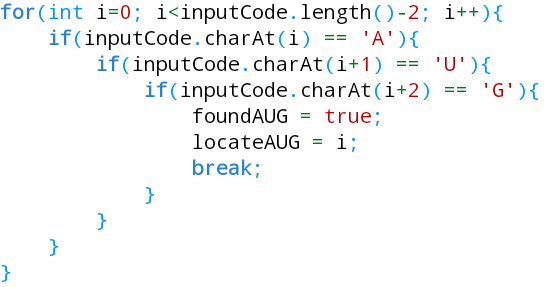 for(int i=0; i<inputCode.length()-2; i++){
    if(inputCode.charAt(i) == 'A'){
        if(inputCode.charAt(i+1) == 'U'){
            if(inputCode.charAt(i+2) == 'G'){
                foundAUG = true;
                locateAUG = i;
                break;
            }
        }
    }
}